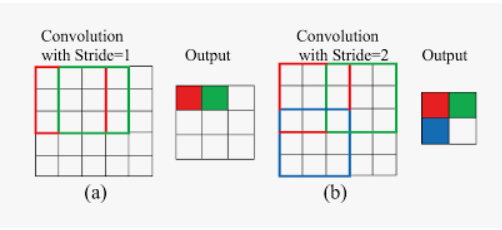 Convolution
with Stride=1
Output
(a)
Convolution
with Stride=2
Output
(b)